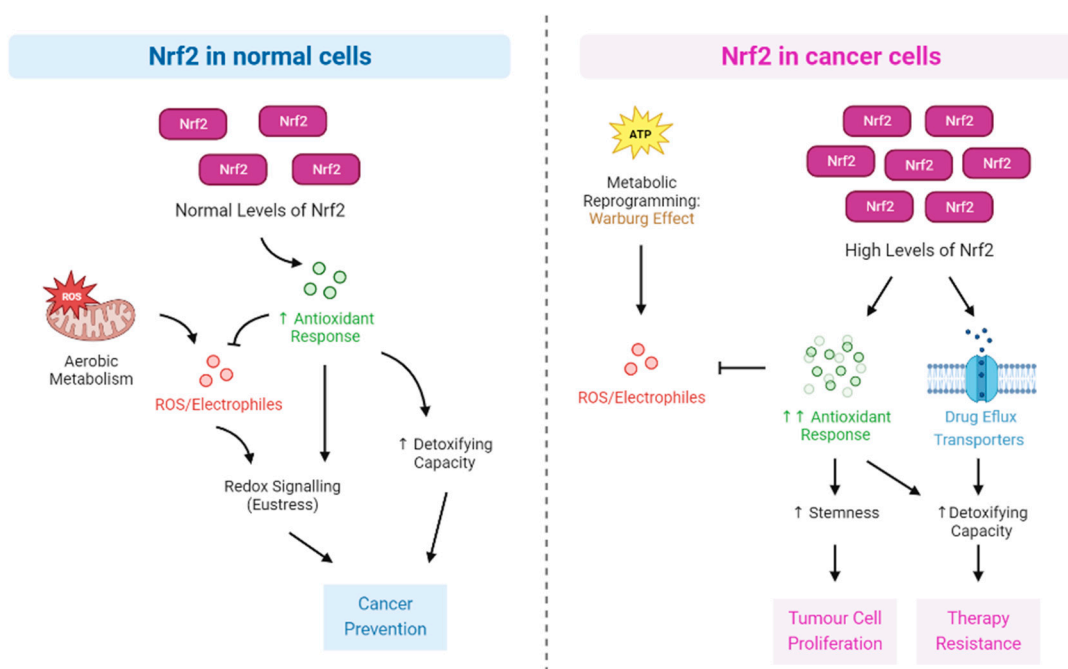 Nrf2 in normal cells
Nrf2
Nrf2
Nrf2
Nrf2
Normal Levels of Nrf2
ROS
Aerobic
Metabolism
↑ Antioxidant
Response
ROS/Electrophiles
↑ Detoxifying
Capacity
Redox Signalling
(Eustress)
Cancer
Prevention
Nrf2 in cancer cells
ATP
Metabolic
Reprogramming:
Warburg Effect
Nrf2
Nrf2
Nrf2
Nrf2
Nrf2
Nrf2
Nrf2
High Levels of Nrf2
ROS/Electrophiles
↑↑ Antioxidant
Response
Drug Eflux
Transporters
↑ Stemness
↑Detoxifying
Capacity
Tumour Cell
Proliferation
Therapy
Resistance